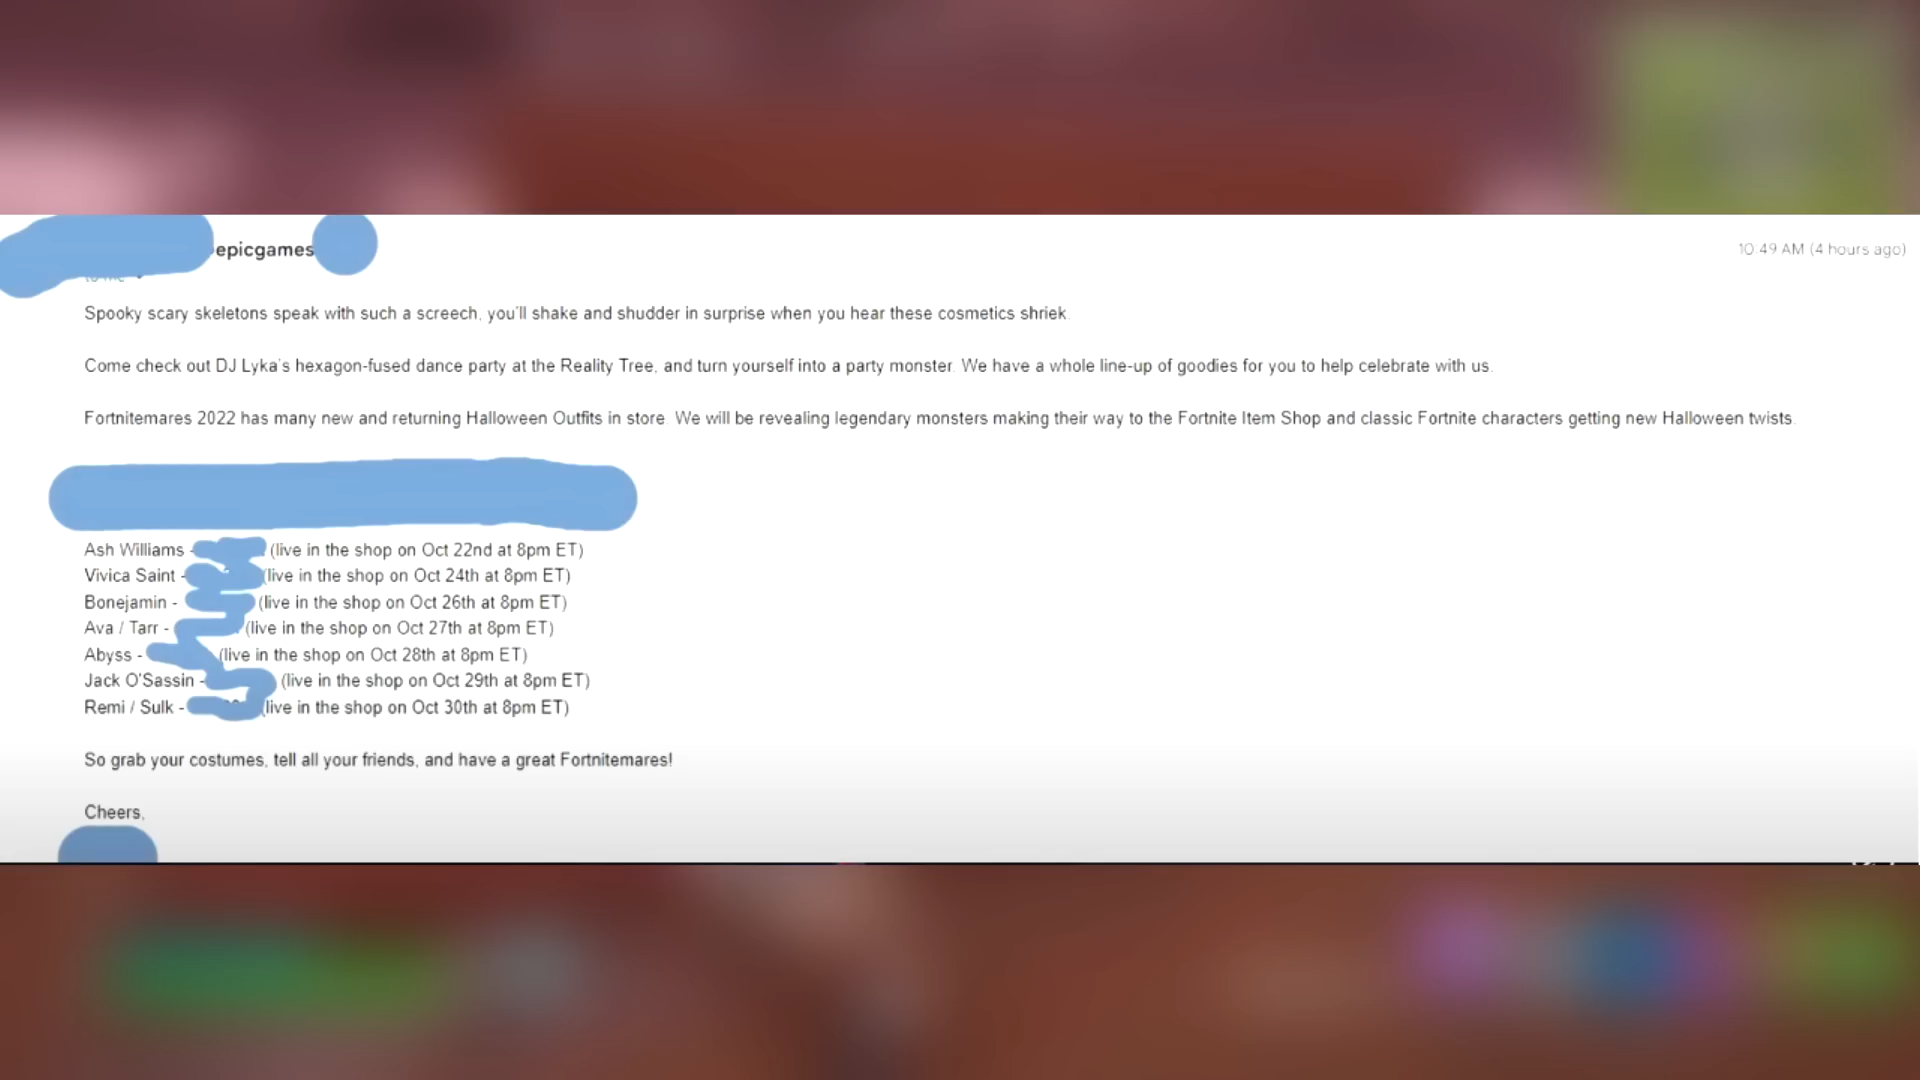 epicgames
10:49 AM (4 hours ago)
Spooky scary skeletons speak with such a screech, you'll shake and shudder in surprise when you hear these cosmetics shriek.
Come check out DJ Lyka's hexagon-fused dance party at the Reality Tree, and turn yourself into a party monster. We have a whole line-up of goodies for you to help celebrate with us.
Fortnitemares 2022 has many new and returning Halloween Outfits in store. We will be revealing legendary monsters making their way to the Fortnite Item Shop and classic Fortnite characters getting new Halloween twists.
Ash Williams - (live in the shop on Oct 22nd at 8pm ET)
Vivica Saint - (live in the shop on Oct 24th at 8pm ET)
Bonejamin - (live in the shop on Oct 26th at 8pm ET)
Ava / Tarr - (live in the shop on Oct 27th at 8pm ET)
Abyss - (live in the shop on Oct 28th at 8pm ET)
Jack O'Sassin - (live in the shop on Oct 29th at 8pm ET)
Remi / Sulk - (live in the shop on Oct 30th at 8pm ET)
So grab your costumes, tell all your friends, and have a great Fortnitemares!
Cheers,